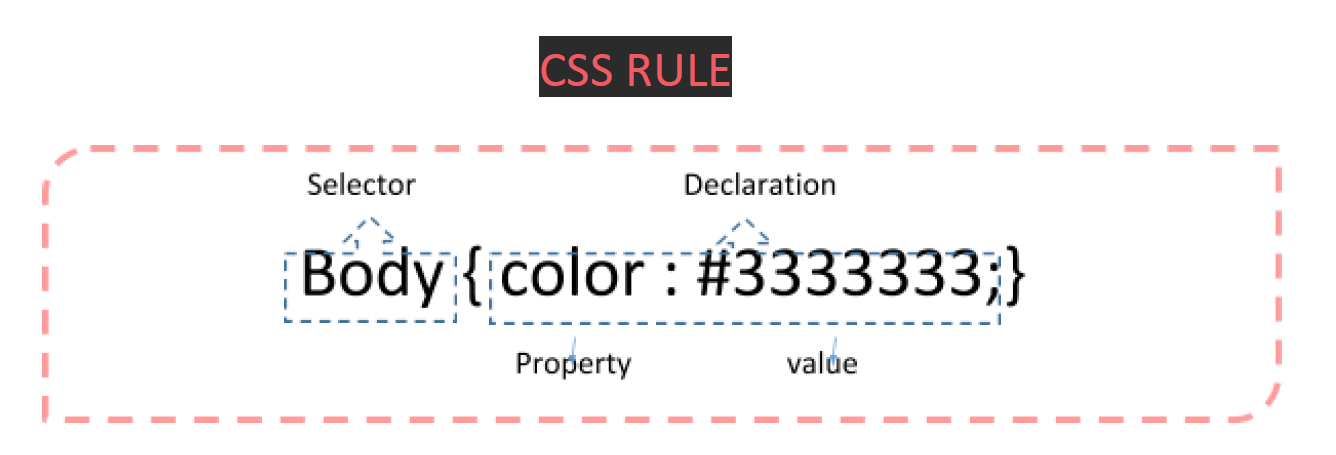 CSS RULE
Selector Declaration
Body { color : #3333333;}
Property value